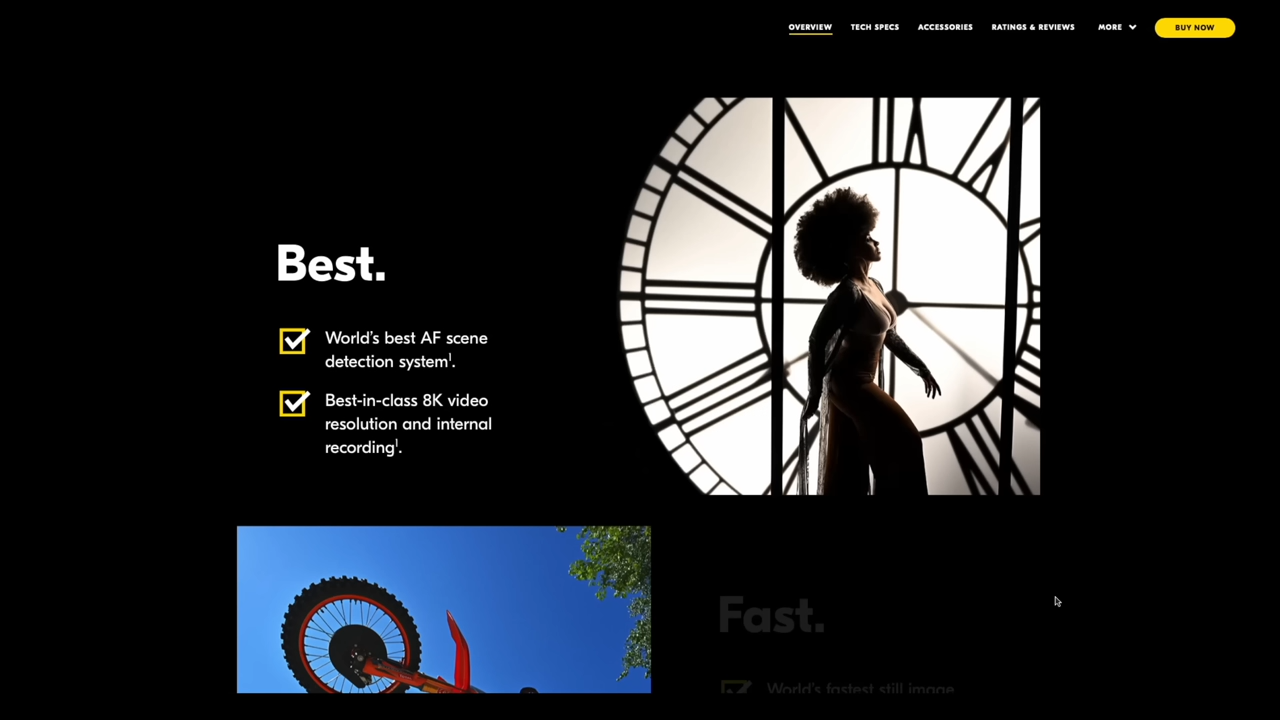 OVERVIEW TECH SPECS ACCESSORIES RATINGS & REVIEWS MORE BUY NOW
Best.
World's best AF scene
detection system¹.
Best-in-class 8K video
resolution and internal
recording¹.
Fast.
World's fastest still image